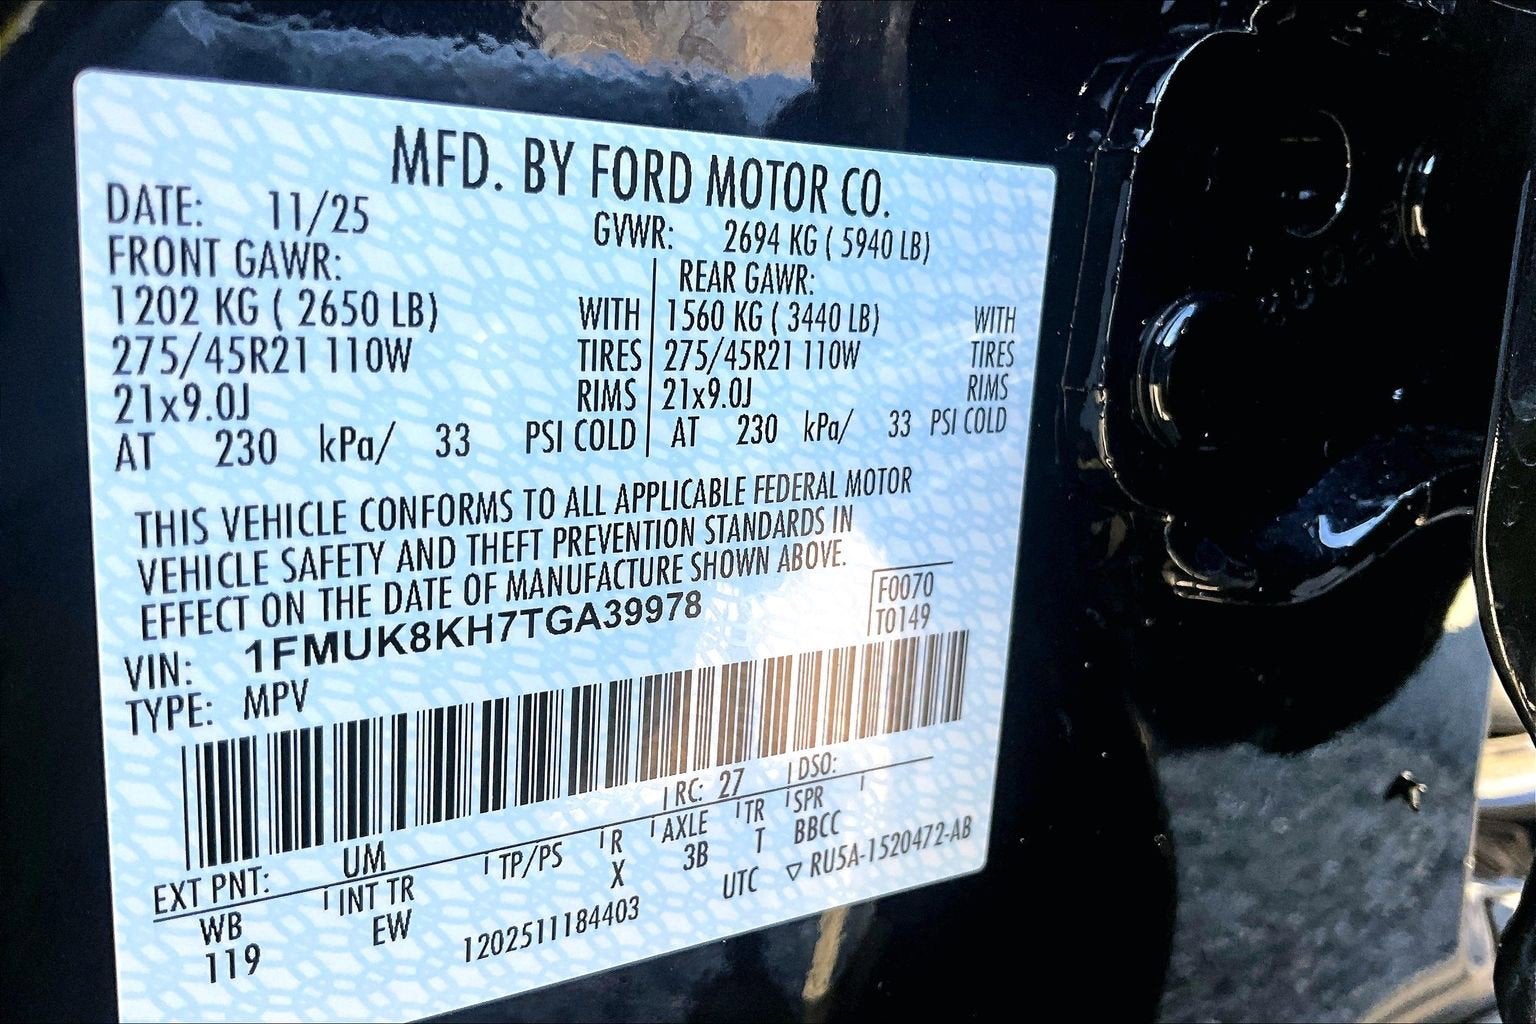 MFD. BY FORD MOTOR CO.
DATE: 11/25 GVWR: 2694 KG ( 5940 LB)
FRONT GAWR: REAR GAWR:
1202 KG ( 2650 LB) WITH 1560 KG ( 3440 LB) WITH
275/45R21 110W TIRES 275/45R21 110W TIRES
21x9.0J RIMS 21x9.0J RIMS
AT 230 kPa/ 33 PSI COLD AT 230 kPa/ 33 PSI COLD
THIS VEHICLE CONFORMS TO ALL APPLICABLE FEDERAL MOTOR
VEHICLE SAFETY AND THEFT PREVENTION STANDARDS IN
EFFECT ON THE DATE OF MANUFACTURE SHOWN ABOVE.
F0070
VIN: 1FMUK8KH7TGA39978 T0149
TYPE: MPV
EXT PNT: UM RC: 27 DSO:
WB INT TR TP/PS R AXLE TR SPR
119 EW X 3B T BBCC
1202511184403 UTC ▽ RU5A-1520472-AB